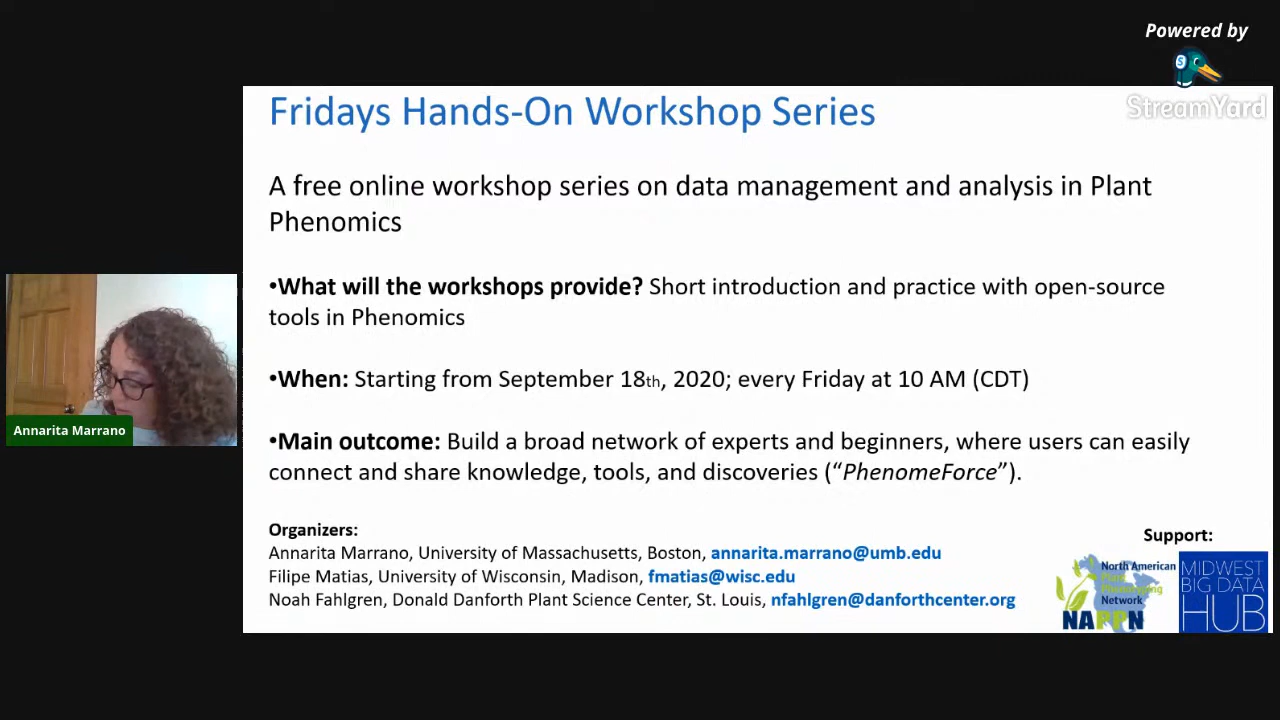 Powered by
StreamYard
Fridays Hands-On Workshop Series
A free online workshop series on data management and analysis in Plant
Phenomics
•What will the workshops provide? Short introduction and practice with open-source
tools in Phenomics
•When: Starting from September 18th, 2020; every Friday at 10 AM (CDT)
•Main outcome: Build a broad network of experts and beginners, where users can easily
connect and share knowledge, tools, and discoveries (“PhenomeForce”).
Annarita Marrano
Organizers:
Annarita Marrano, University of Massachusetts, Boston, annarita.marrano@umb.edu
Filipe Matias, University of Wisconsin, Madison, fmatias@wisc.edu
Noah Fahlgren, Donald Danforth Plant Science Center, St. Louis, nfahlgren@danforthcenter.org
Support:
North American
Plant
Phenotyping
Network
NAPPN
MIDWEST
BIG DATA
HUB